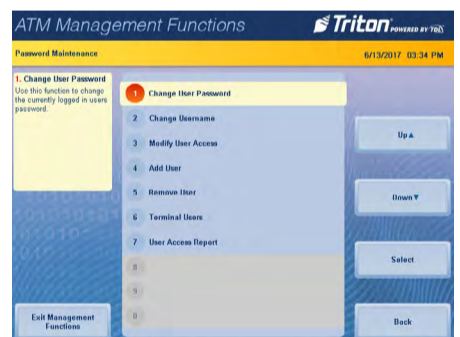 ATM Management Functions
Triton POWERED BY
Password Maintenance
6/13/2017 03:34 PM
1. Change User Password
Use this function to change
the currently logged in users
password.
1 Change User Password
2 Change Username
3 Modify User Access
4 Add User
5 Remove User
6 Terminal Users
7 User Access Report
8
9
0
Up▲
Down▼
Select
Back
Exit Management
Functions